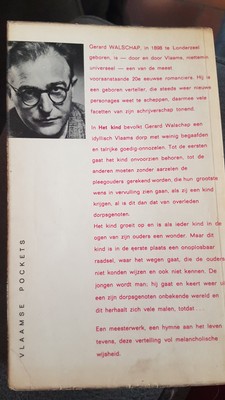 Gerard WALSCHAP, in 1898 te Londerzeel
geboren, is — door en door Vlaams, niettemin
universeel — een van de meest
vooraanstaande 20e eeuwse romanciers. Hij is
een geboren verteller, die steeds weer nieuwe
personages weet te scheppen, daarmee vele
facetten van zijn schrijverschap tonend.
In Het kind bevolkt Gerard Walschap een
idyllisch Vlaams dorp met weinig begaafden
en talrijke goedig-onnozelen. Tot de eersten
gaat het kind onvoorzien behoren, tot de
anderen moeten zonder aarzelen de
pleegouders gerekend worden, die hun grootste
wens in vervulling zien gaan, als zij een kind
krijgen, al is dit dan dat van overleden
dorpsgenoten.
Het kind groeit op en is als ieder kind in de
ogen van zijn ouders een wonder. Maar dit
kind is in de eerste plaats een onoplosbaar
raadsel, waar het wegen gaat, die de ouders
niet konden wijzen en ook niet kennen. De
jongen wordt man; hij gaat en keert weer uit
een zijn dorpsgenoten onbekende wereld en
dit herhaalt zich vele malen, totdat ...
Een meesterwerk, een hymne aan het leven
tevens, deze vertelling vol melancholische
wijsheid.
VLAAMSE POCKETS